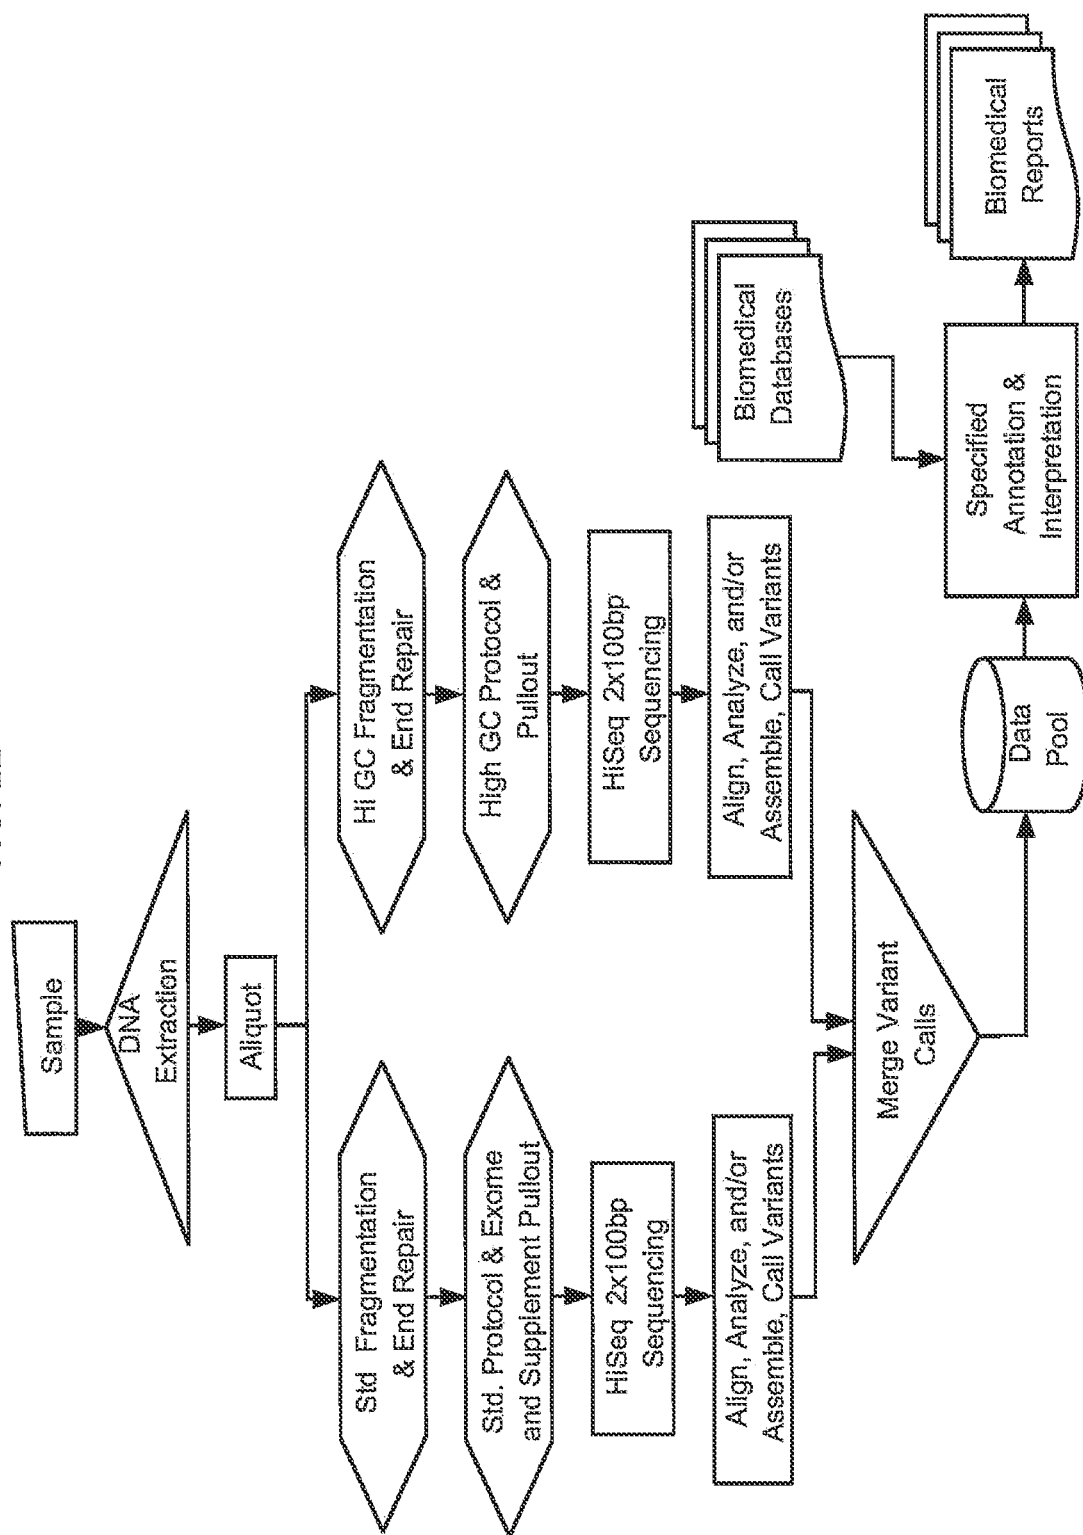 Sample
DNA
Extraction
Aliquot
Std Fragmentation
& End Repair
Hi GC Fragmentation
& End Repair
Std. Protocol & Exome
and Supplement Pullout
High GC Protocol &
Pullout
HiSeq 2x100bp
Sequencing
HiSeq 2x100bp
Sequencing
Align, Analyze, and/or
Assemble, Call Variants
Align, Analyze, and/or
Assemble, Call Variants
Merge Variant
Calls
Biomedical
Databases
Data
Pool
Specified
Annotation &
Interpretation
Biomedical
Reports